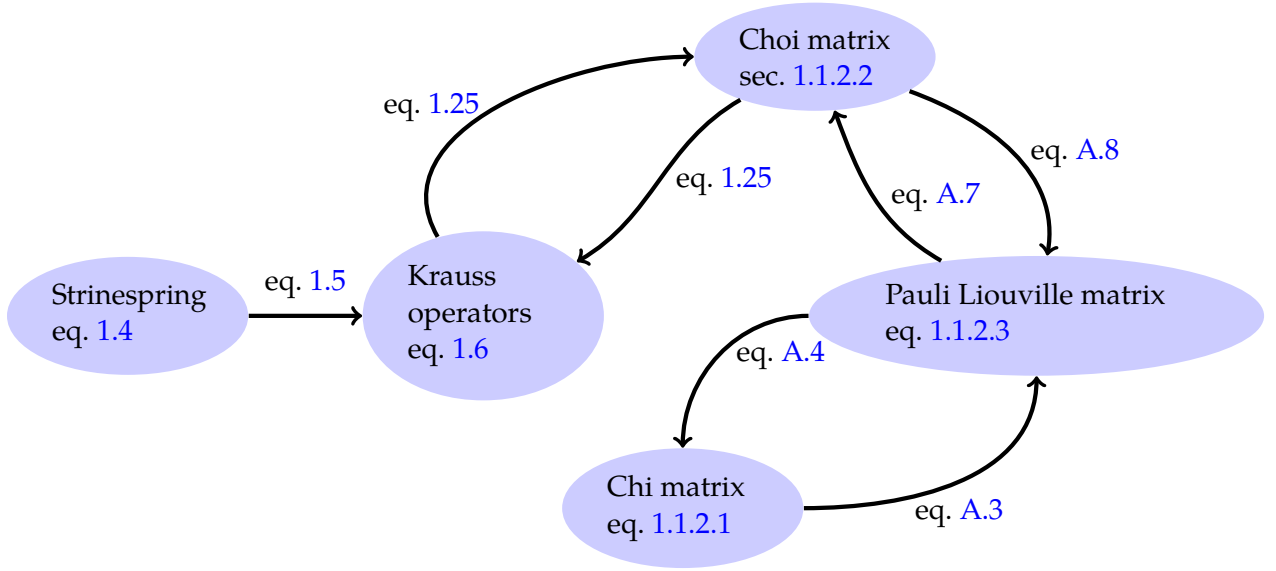 Choi matrix
sec. 1.1.2.2
eq. 1.25
eq. A.8
eq. 1.25
eq. A.7
Krauss
operators
eq. 1.6
eq. 1.5
Strinespring
eq. 1.4
Pauli Liouville matrix
eq. 1.1.2.3
eq. A.4
Chi matrix
eq. 1.1.2.1
eq. A.3